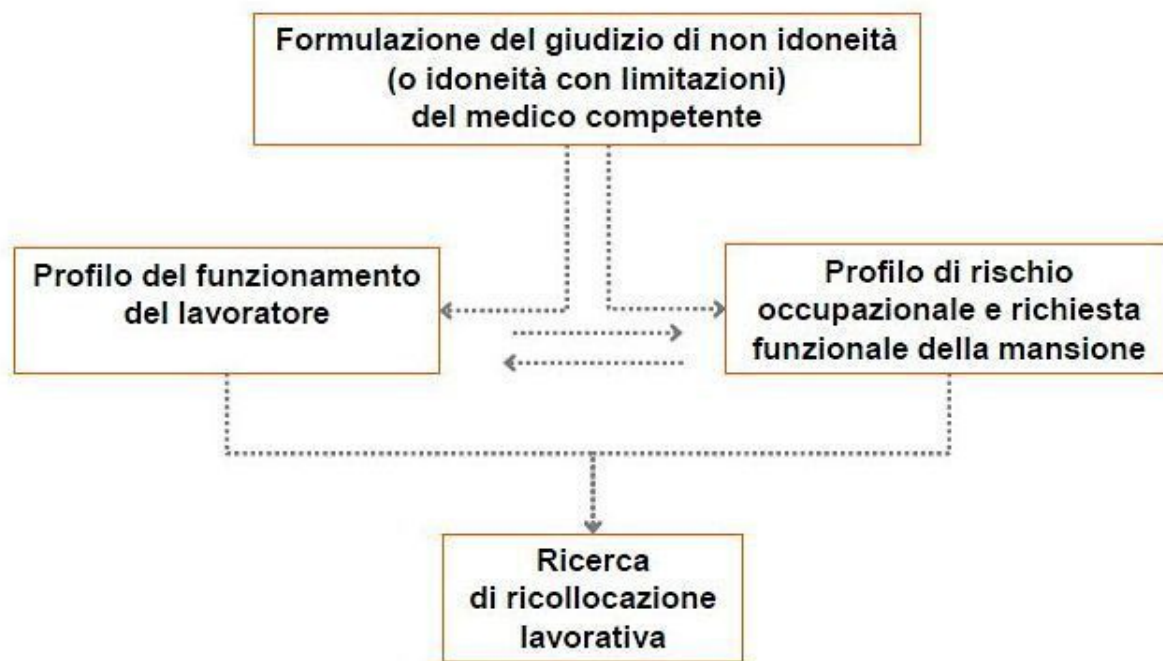 Formulazione del giudizio di non idoneità
(o idoneità con limitazioni)
del medico competente
Profilo del funzionamento
del lavoratore
Profilo di rischio
occupazionale e richiesta
funzionale della mansione
Ricerca
di ricollocazione
lavorativa